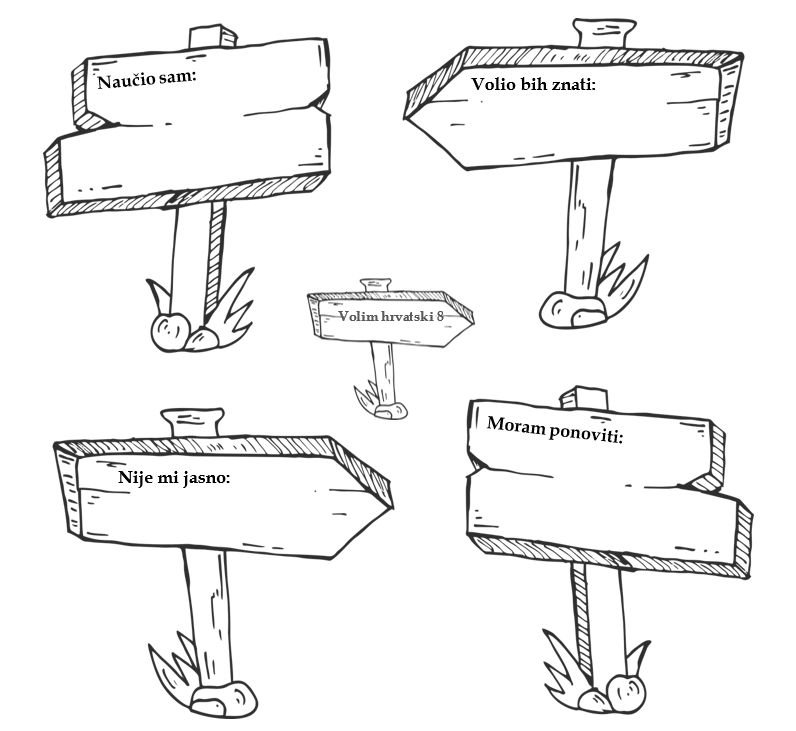 Naučio sam:
Volio bih znati:
Volim hrvatski 8
Nije mi jasno:
Moram ponoviti: